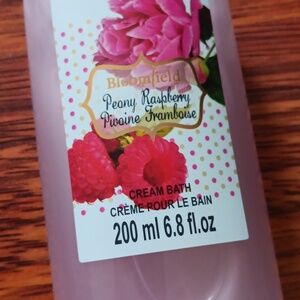 Bloomfield
Peony Raspberry
Pivoine Framboise
CREAM BATH
CRÈME POUR LE BAIN
200 ml 6.8 fl.oz